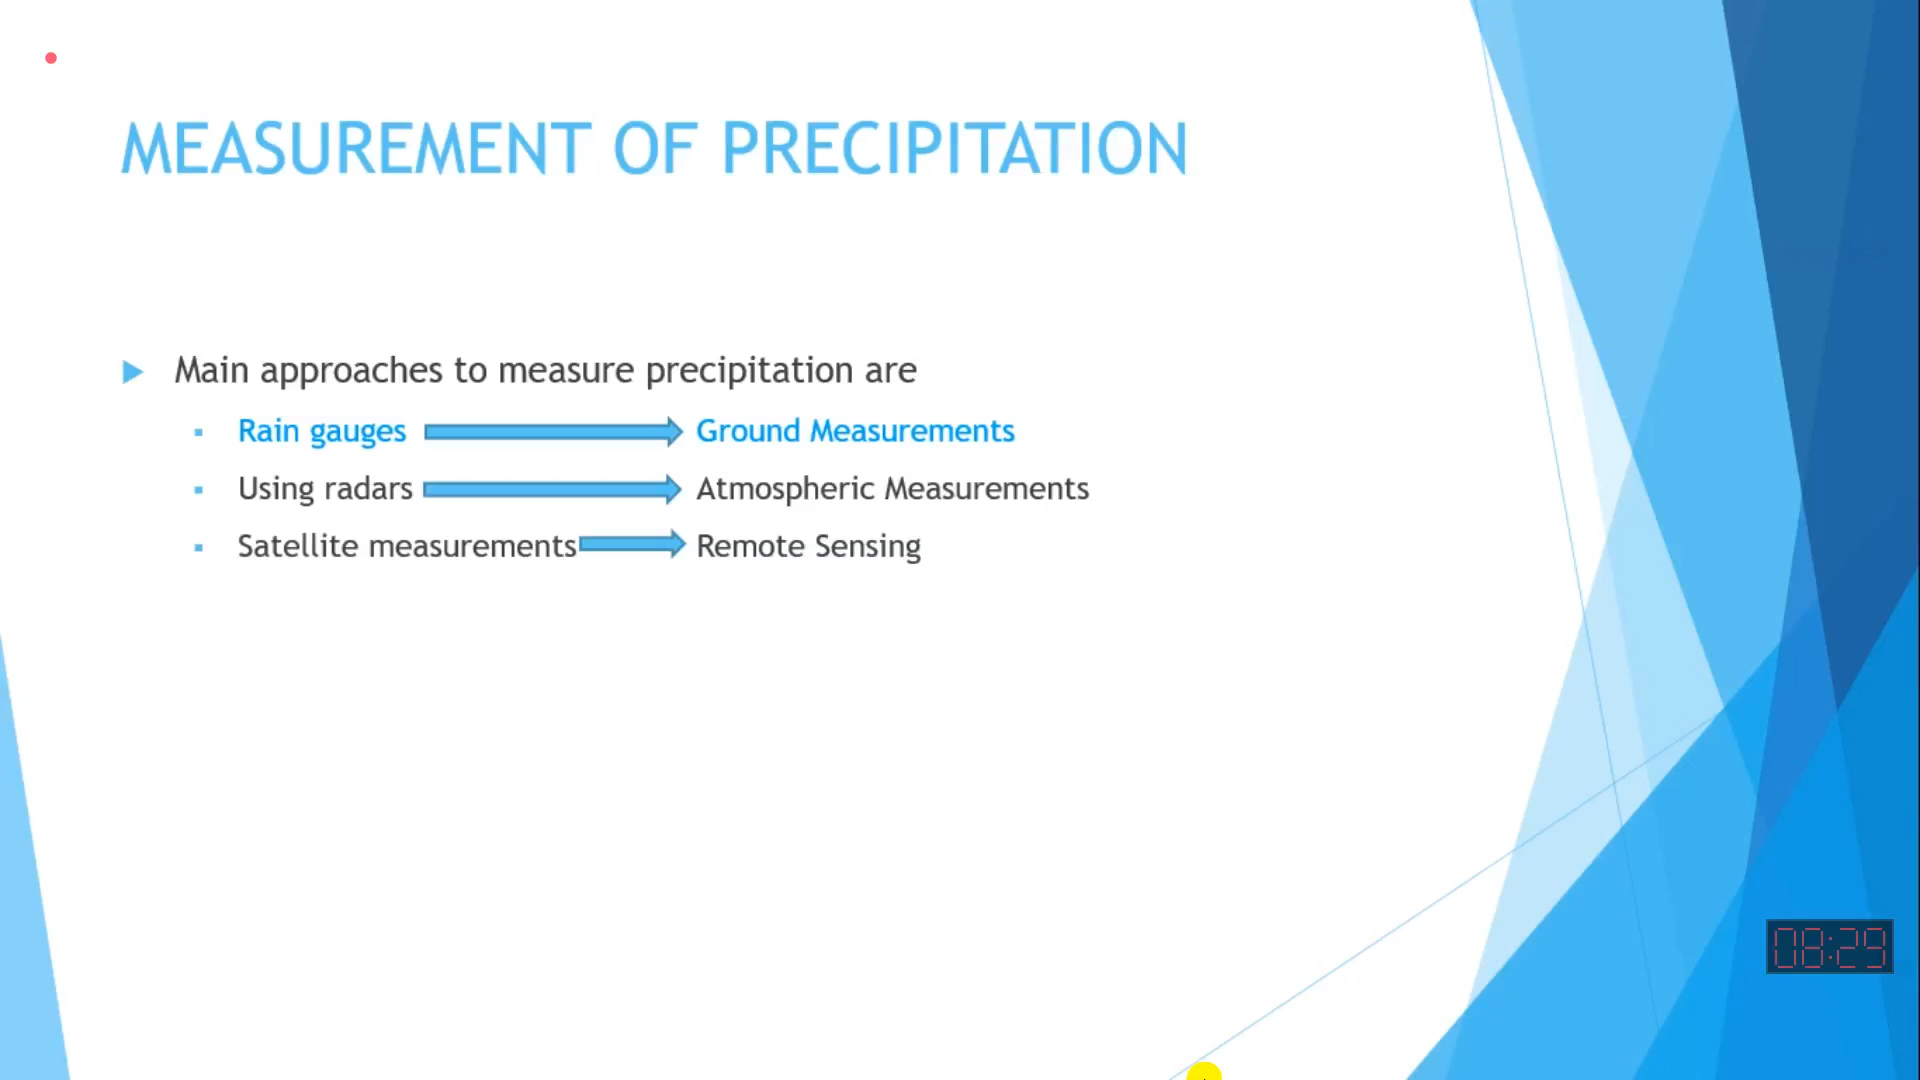 MEASUREMENT OF PRECIPITATION
Main approaches to measure precipitation are
Rain gauges Ground Measurements
Using radars Atmospheric Measurements
Satellite measurements Remote Sensing
08:29